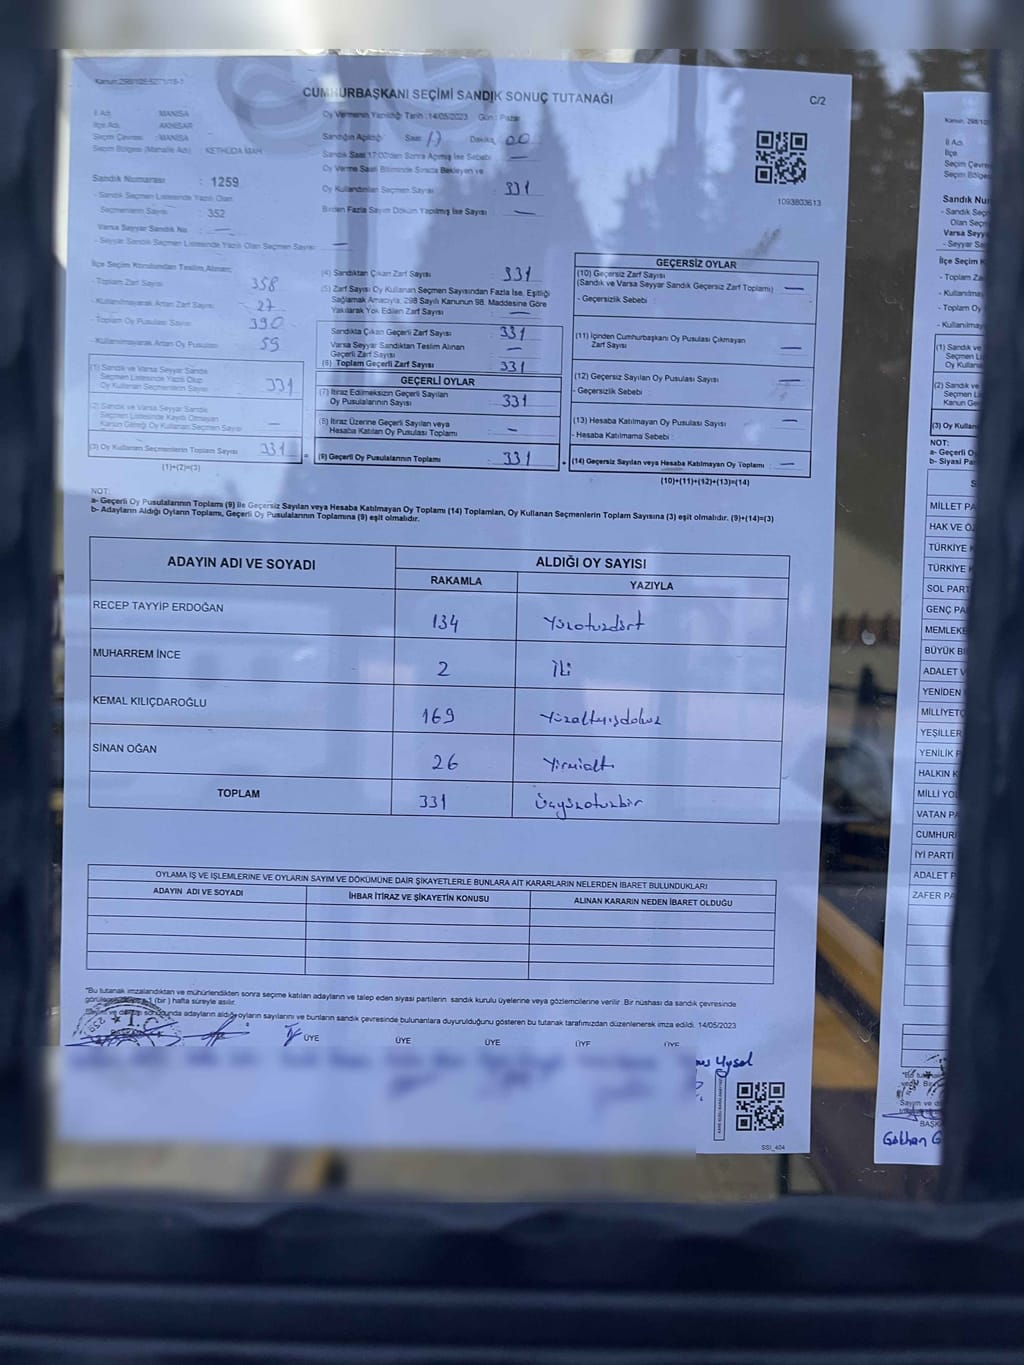 Kanun: 298/105-5271/18-1
CUMHURBAŞKANI SEÇİMİ SANDIK SONUÇ TUTANAĞI
C/2
İl Adı : MANİSA
İlçe Adı : AKHİSAR
Seçim Çevresi : MANİSA
Seçim Bölgesi (Mahalle Adı) : KETHÜDA MAH.
Sandık Numarası : 1259
- Sandık Seçmen Listesinde Yazılı Olan
Seçmenlerin Sayısı : 352
Varsa Seyyar Sandık No : —
- Seyyar Sandık Seçmen Listesinde Yazılı Olan Seçmen Sayısı : —
Oy Vermenin Yapıldığı Tarih : 14/05/2023 Gün : Pazar
Sandığın Açıldığı Saat 17 Dakika 00
Sandık Saat 17:00'den Sonra Açılmış İse Sebebi —
Oy Verme Saati Bitiminde Sırada Bekleyen ve
Oy Kullandırılan Seçmen Sayısı : 331
Birden Fazla Sayım Döküm Yapılmış İse Sayısı : —
1093803613
İlçe Seçim Kurulundan Teslim Alınan:
- Toplam Zarf Sayısı : 358
- Kullanılmayarak Artan Zarf Sayısı : 27
- Toplam Oy Pusulası Sayısı : 390
- Kullanılmayarak Artan Oy Pusulası : 59
(1) Sandık ve Varsa Seyyar Sandık
Seçmen Listesinde Yazılı Olup
Oy Kullanan Seçmenlerin Sayısı : 331
(2) Sandık ve Varsa Seyyar Sandık
Seçmen Listesinde Kayıtlı Olmayan
Kanun Gereği Oy Kullanan Seçmen Sayısı : —
(3) Oy Kullanan Seçmenlerin Toplam Sayısı : 331
(1)+(2)=(3)
(4) Sandıktan Çıkan Zarf Sayısı : 331
(5) Zarf Sayısı Oy Kullanan Seçmen Sayısından Fazla İse, Eşitliği
Sağlamak Amacıyla, 298 Sayılı Kanunun 98. Maddesine Göre
Yakılarak Yok Edilen Zarf Sayısı : —
Sandıkta Çıkan Geçerli Zarf Sayısı : 331
Varsa Seyyar Sandıktan Teslim Alınan
Geçerli Zarf Sayısı : —
(6) Toplam Geçerli Zarf Sayısı : 331
GEÇERLİ OYLAR
(7) İtiraz Edilmeksizin Geçerli Sayılan
Oy Pusulalarının Sayısı : 331
(8) İtiraz Üzerine Geçerli Sayılan veya
Hesaba Katılan Oy Pusulası Toplamı : —
(9) Geçerli Oy Pusulalarının Toplamı : 331
GEÇERSİZ OYLAR
(10) Geçersiz Zarf Sayısı
(Sandık ve Varsa Seyyar Sandık Geçersiz Zarf Toplamı) : —
- Geçersizlik Sebebi :
(11) İçinden Cumhurbaşkanı Oy Pusulası Çıkmayan
Zarf Sayısı : —
(12) Geçersiz Sayılan Oy Pusulası Sayısı : —
- Geçersizlik Sebebi :
(13) Hesaba Katılmayan Oy Pusulası Sayısı : —
- Hesaba Katılmama Sebebi :
(14) Geçersiz Sayılan veya Hesaba Katılmayan Oy Toplamı : —
(10)+(11)+(12)+(13)=(14)
NOT:
a- Geçerli Oy Pusulalarının Toplamı (9) İle Geçersiz Sayılan veya Hesaba Katılmayan Oy Toplamı (14) Toplamları, Oy Kullanan Seçmenlerin Toplam Sayısına (3) eşit olmalıdır. (9)+(14)=(3)
b- Adayların Aldığı Oyların Toplamı, Geçerli Oy Pusulalarının Toplamına (9) eşit olmalıdır.
ADAYIN ADI VE SOYADI
ALDIĞI OY SAYISI
RAKAMLA YAZIYLA
RECEP TAYYİP ERDOĞAN 134 Yüzotuzdört
MUHARREM İNCE 2 İki
KEMAL KILIÇDAROĞLU 169 Yüzaltmışdokuz
SİNAN OĞAN 26 Yirmialtı
TOPLAM 331 Üçyüzotuzbir
OYLAMA İŞ VE İŞLEMLERİNE VE OYLARIN SAYIM VE DÖKÜMÜNE DAİR ŞİKAYETLERLE BUNLARA AİT KARARLARIN NELERDEN İBARET BULUNDUKLARI
ADAYIN ADI VE SOYADI İHBAR İTİRAZ VE ŞİKAYETİN KONUSU ALINAN KARARIN NEDEN İBARET OLDUĞU
"Bu tutanak imzalandıktan ve mühürlendikten sonra seçime katılan adayların ve talep eden siyasi partilerin sandık kurulu üyelerine veya gözlemcilerine verilir. Bir nüshası da sandık çevresinde
1 (bir) hafta süreyle asılır.
Sayım ve döküm sonucunda adayların aldığı oyların sayılarını ve bunların sandık çevresinde bulunanlara duyurulduğunu gösteren bu tutanak tarafımızdan düzenlenerek imza edildi. 14/05/2023
T.C.
ÜYE ÜYE ÜYE ÜYE ÜYE
Uysal
SSİ_404
Kanun: 298/10
İl Adı
İlçe
Seçim Çevre
Seçim Bölges
Sandık Nu
- Sandık Seç
Olan Seç
Varsa Seyy
- Seyyar Sa
İlçe Seçim K
- Toplam Za
- Kullanılma
- Toplam O
- Kullanılmay
(1) Sandık ve
Seçmen Li
Oy Kullana
(2) Sandık ve
Seçmen L
Kanun Ger
(3) Oy Kullan
NOT:
a- Geçerli O
b- Siyasi Par
S
MİLLET PA
HAK VE Ö
TÜRKİYE
TÜRKİYE K
SOL PART
GENÇ PA
MEMLEKE
BÜYÜK Bİ
ADALET V
YENİDEN
MİLLİYETÇ
YEŞİLLER
YENİLİK P
HALKIN K
MİLLİ YO
VATAN PA
CUMHURİ
İYİ PARTİ
ADALET P
ZAFER PA
"Bu tu
Sayım ve d
BAŞK
Gökhan G